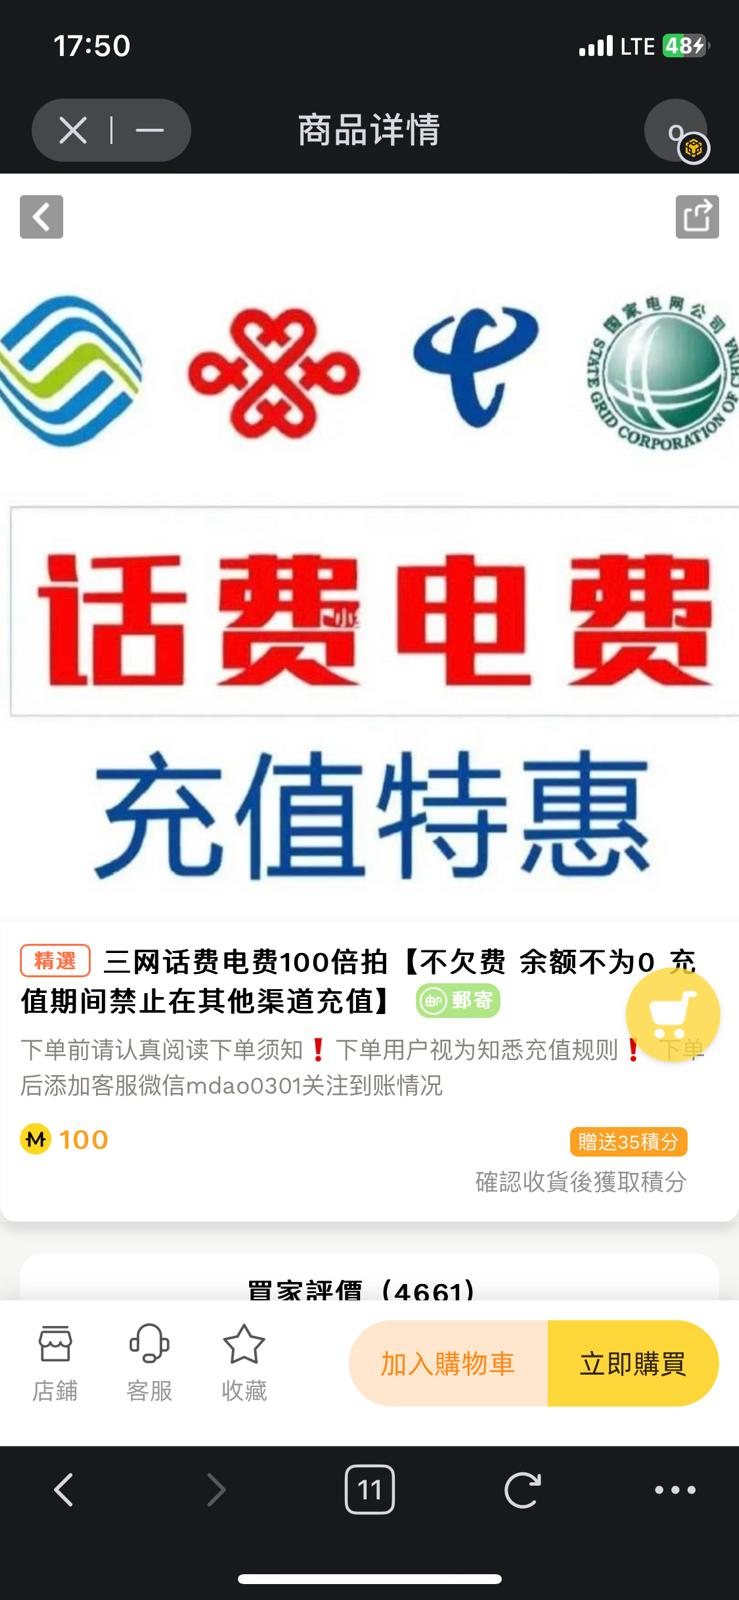 17:50
LTE 48
商品详情
国家电网公司
STATE GRID CORPORATION OF CHINA
话费电费
充值特惠
精選 三网话费电费100倍拍【不欠费 余额不为0 充
值期间禁止在其他渠道充值】 郵寄
下单前请认真阅读下单须知❗下单用户视为知悉充值规则❗下单
后添加客服微信mdao0301关注到账情况
100
贈送35積分
確認收貨後獲取積分
買家評價（4661）
店鋪
客服
收藏
加入購物車
立即購買
11